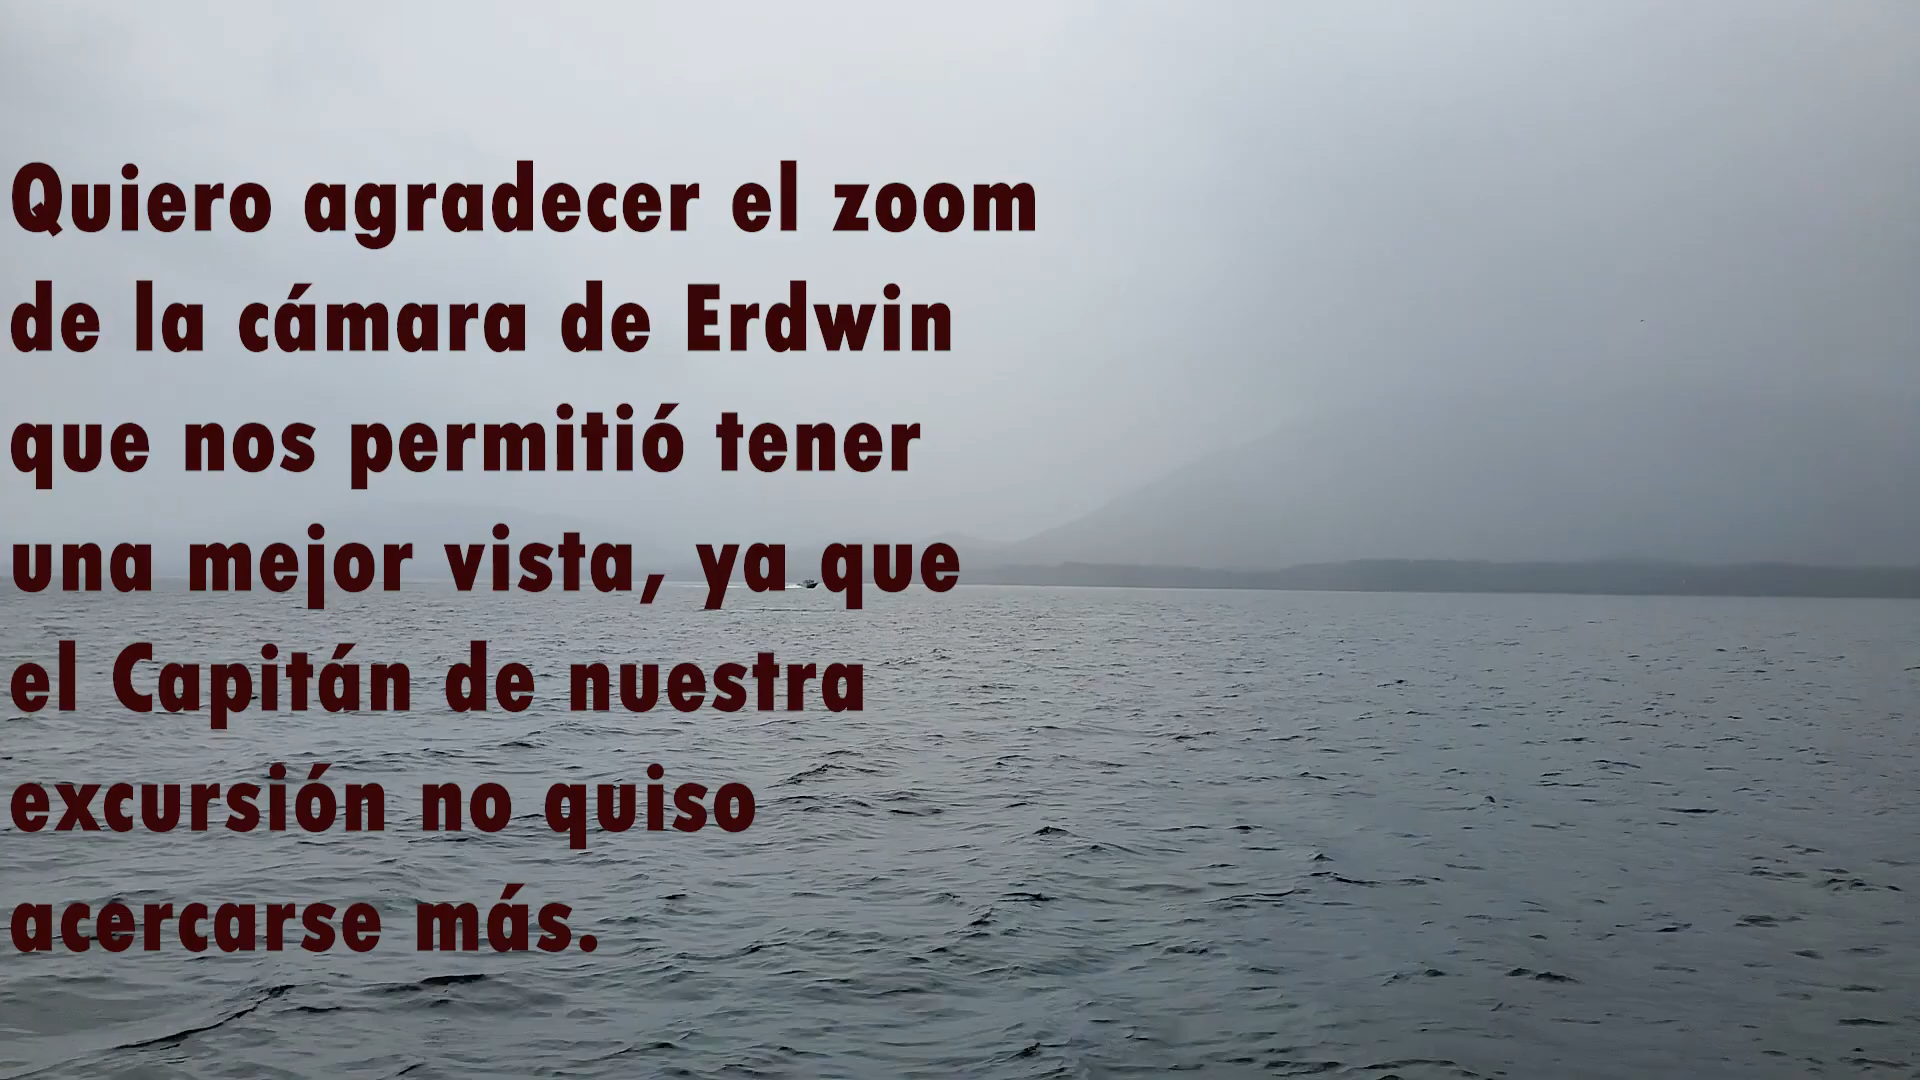 Quiero agradecer el zoom
de la cámara de Erdwin
que nos permitió tener
una mejor vista, ya que
el Capitán de nuestra
excursión no quiso
acercarse más.